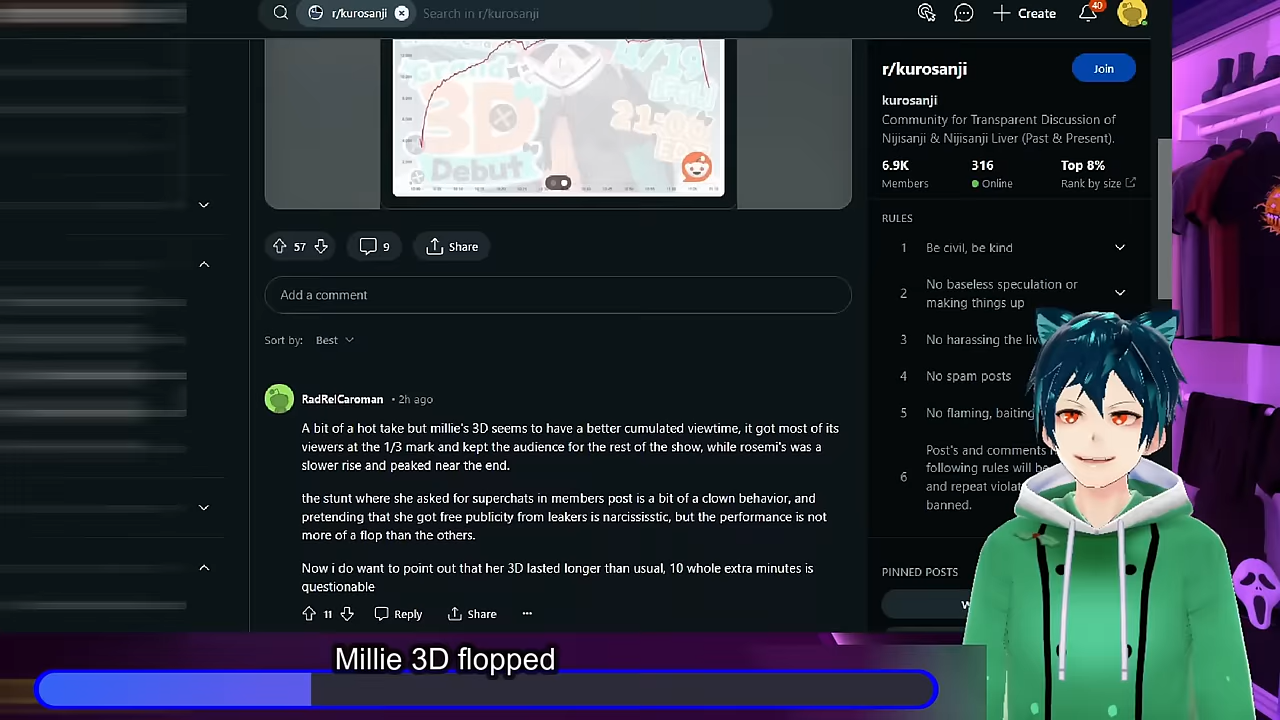 r/kurosanji
Search in r/kurosanji
Create
40
3D
Debut
r/kurosanji
Join
kurosanji
Community for Transparent Discussion of
Nijisanji & Nijisanji Liver (Past & Present).
6.9K
316
Top 8%
Members
Online
Rank by size
RULES
1
Be civil, be kind
2
No baseless speculation or
making things up
3
No harassing the
4
No spam posts
5
No flaming, baiting
6
Post's and comments
following rules will be
and repeat
banned.
PINNED POSTS
57
9
Share
Add a comment
Sort by:
Best
RadRelCaroman
• 2h ago
A bit of a hot take but millie's 3D seems to have a better cumulated viewtime, it got most of its
viewers at the 1/3 mark and kept the audience for the rest of the show, while rosemi's was a
slower rise and peaked near the end.
the stunt where she asked for superchats in members post is a bit of a clown behavior, and
pretending that she got free publicity from leakers is narcississtic, but the performance is not
more of a flop than the others.
Now i do want to point out that her 3D lasted longer than usual, 10 whole extra minutes is
questionable
11
Reply
Share
Millie 3D flopped